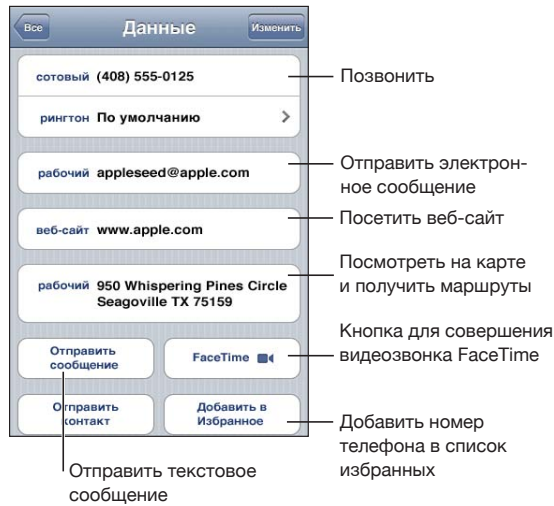 Все Данные Изменить
сотовый (408) 555-0125
Позвонить
рингтон По умолчанию
рабочий appleseed@apple.com
Отправить электрон-
ное сообщение
веб-сайт www.apple.com
Посетить веб-сайт
рабочий 950 Whispering Pines Circle
Seagoville TX 75159
Посмотреть на карте
и получить маршруты
Отправить
сообщение
FaceTime
Кнопка для совершения
видеозвонка FaceTime
Отправить
контакт
Добавить в
Избранное
Добавить номер
телефона в список
избранных
Отправить текстовое
сообщение